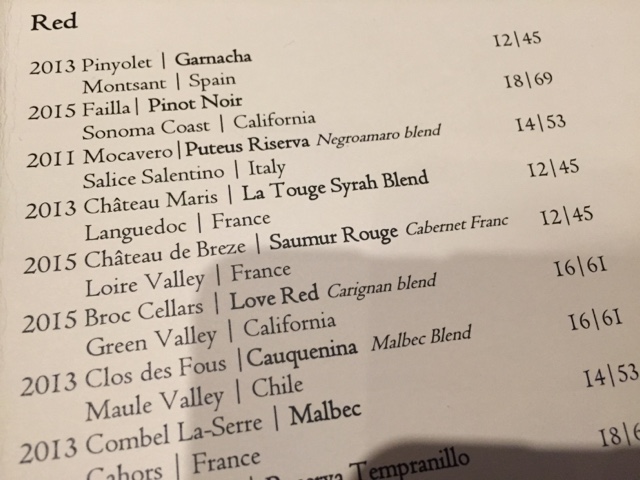 Red
2013 Pinyolet | Garnacha 12|45
Montsant | Spain
2015 Failla| Pinot Noir 18|69
Sonoma Coast | California
2011 Mocavero|Puteus Riserva Negroamaro blend 14|53
Salice Salentino | Italy
2013 Château Maris | La Touge Syrah Blend 12|45
Languedoc | France
2015 Château de Breze | Saumur Rouge Cabernet Franc 12|45
Loire Valley | France
2015 Broc Cellars | Love Red Carignan blend 16|61
Green Valley | California
2013 Clos des Fous |Cauquenina Malbec Blend 16|61
Maule Valley | Chile
2013 Combel La-Serre | Malbec 14|53
Cahors | France
Tempranillo